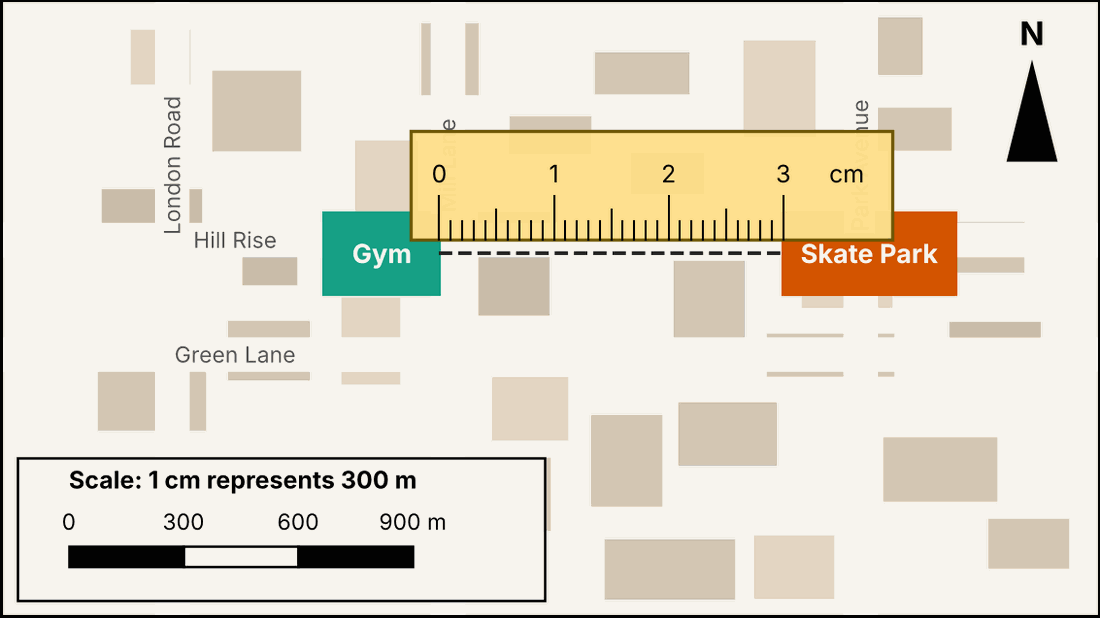 N
London Road
0 1 2 3 cm
Hill Rise
Gym
Skate Park
Green Lane
Scale: 1 cm represents 300 m
0 300 600 900 m